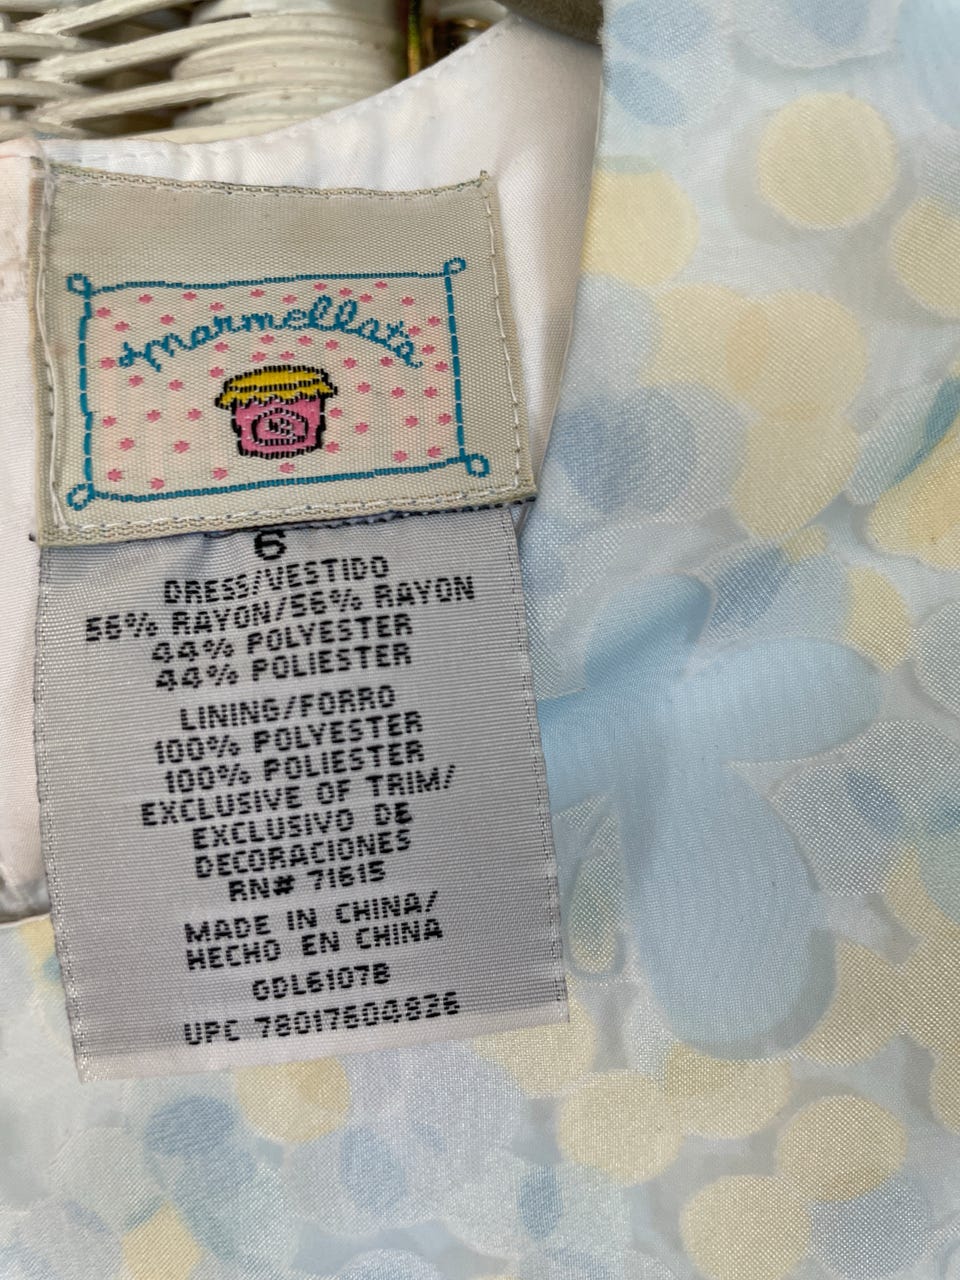 marmellata
6
DRESS/VESTIDO
56% RAYON/56% RAYON
44% POLYESTER
44% POLIESTER
LINING/FORRO
100% POLYESTER
100% POLIESTER
EXCLUSIVE OF TRIM/
EXCLUSIVO DE
DECORACIONES
RN# 71615
MADE IN CHINA/
HECHO EN CHINA
GDL6107B
UPC 78017604826